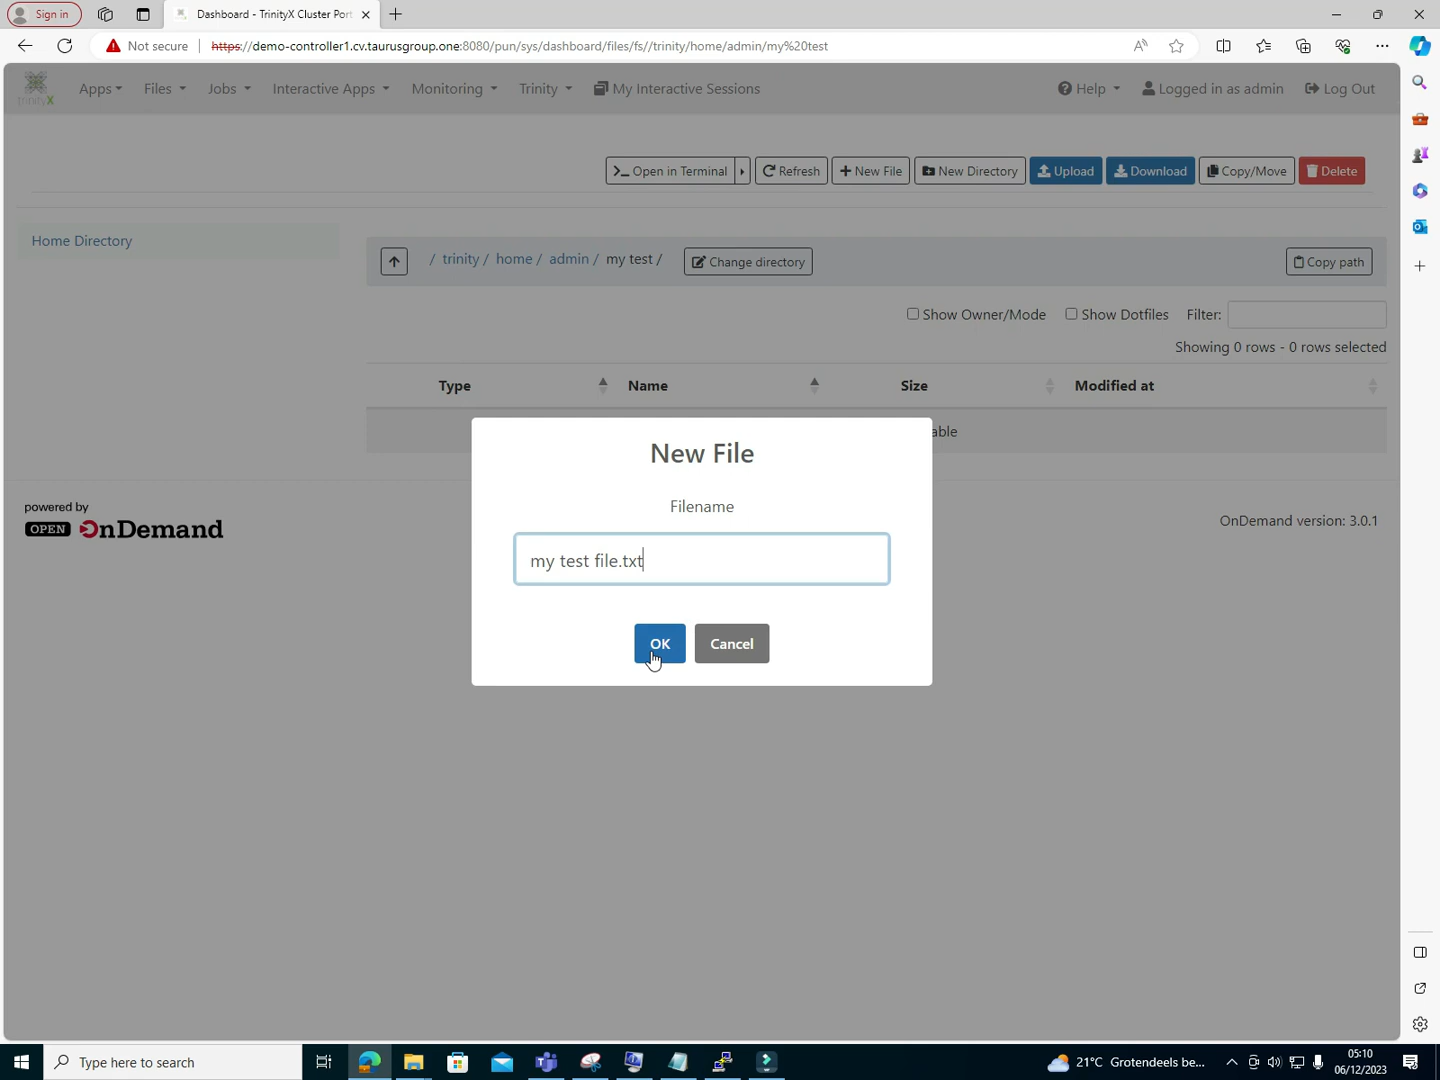 Sign in
Dashboard - TrinityX Cluster Port
Not secure
https://demo-controller1.cv.taurusgroup.one:8080/pun/sys/dashboard/files/fs//trinity/home/admin/my%20test
trinityX
Apps
Files
Jobs
Interactive Apps
Monitoring
Trinity
My Interactive Sessions
Help
Logged in as admin
Log Out
Open in Terminal
Refresh
New File
New Directory
Upload
Download
Copy/Move
Delete
Home Directory
/ trinity / home / admin / my test /
Change directory
Copy path
Show Owner/Mode
Show Dotfiles
Filter:
Showing 0 rows - 0 rows selected
Type
Name
Size
Modified at
able
New File
Filename
my test file.txt
OK
Cancel
powered by
OPEN OnDemand
OnDemand version: 3.0.1
Type here to search
21°C Grotendeels be...
05:10
06/12/2023